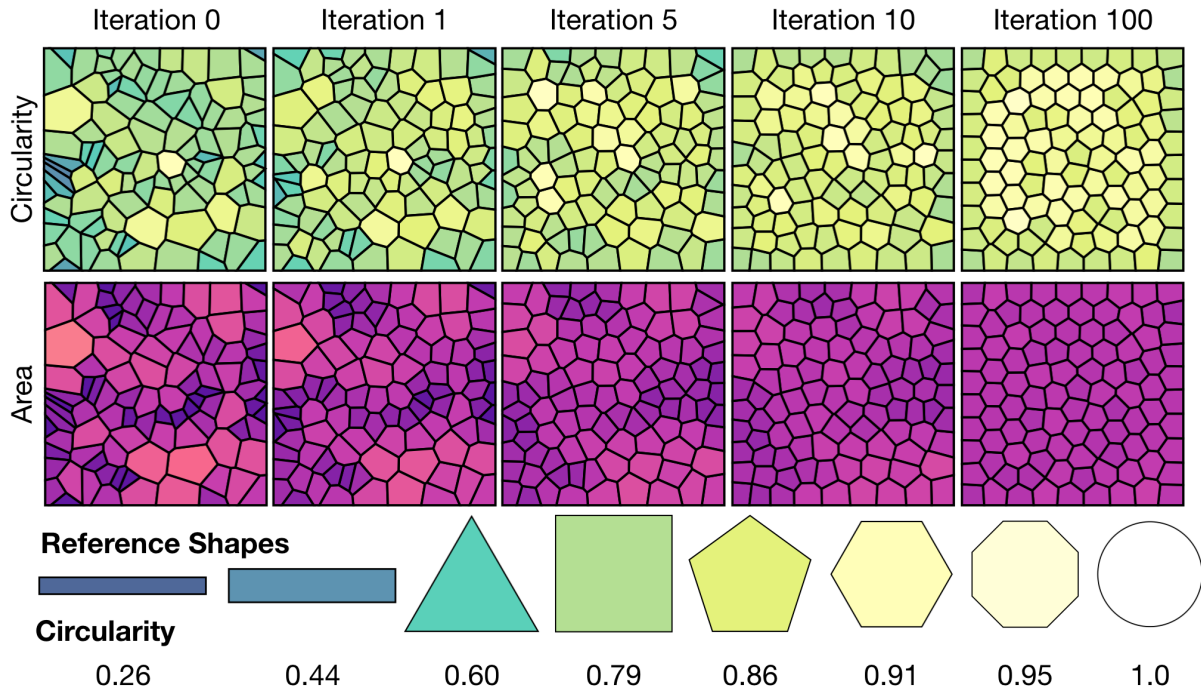 Iteration 0 Iteration 1 Iteration 5 Iteration 10 Iteration 100
Circularity
Area
Reference Shapes
Circularity
0.26 0.44 0.60 0.79 0.86 0.91 0.95 1.0